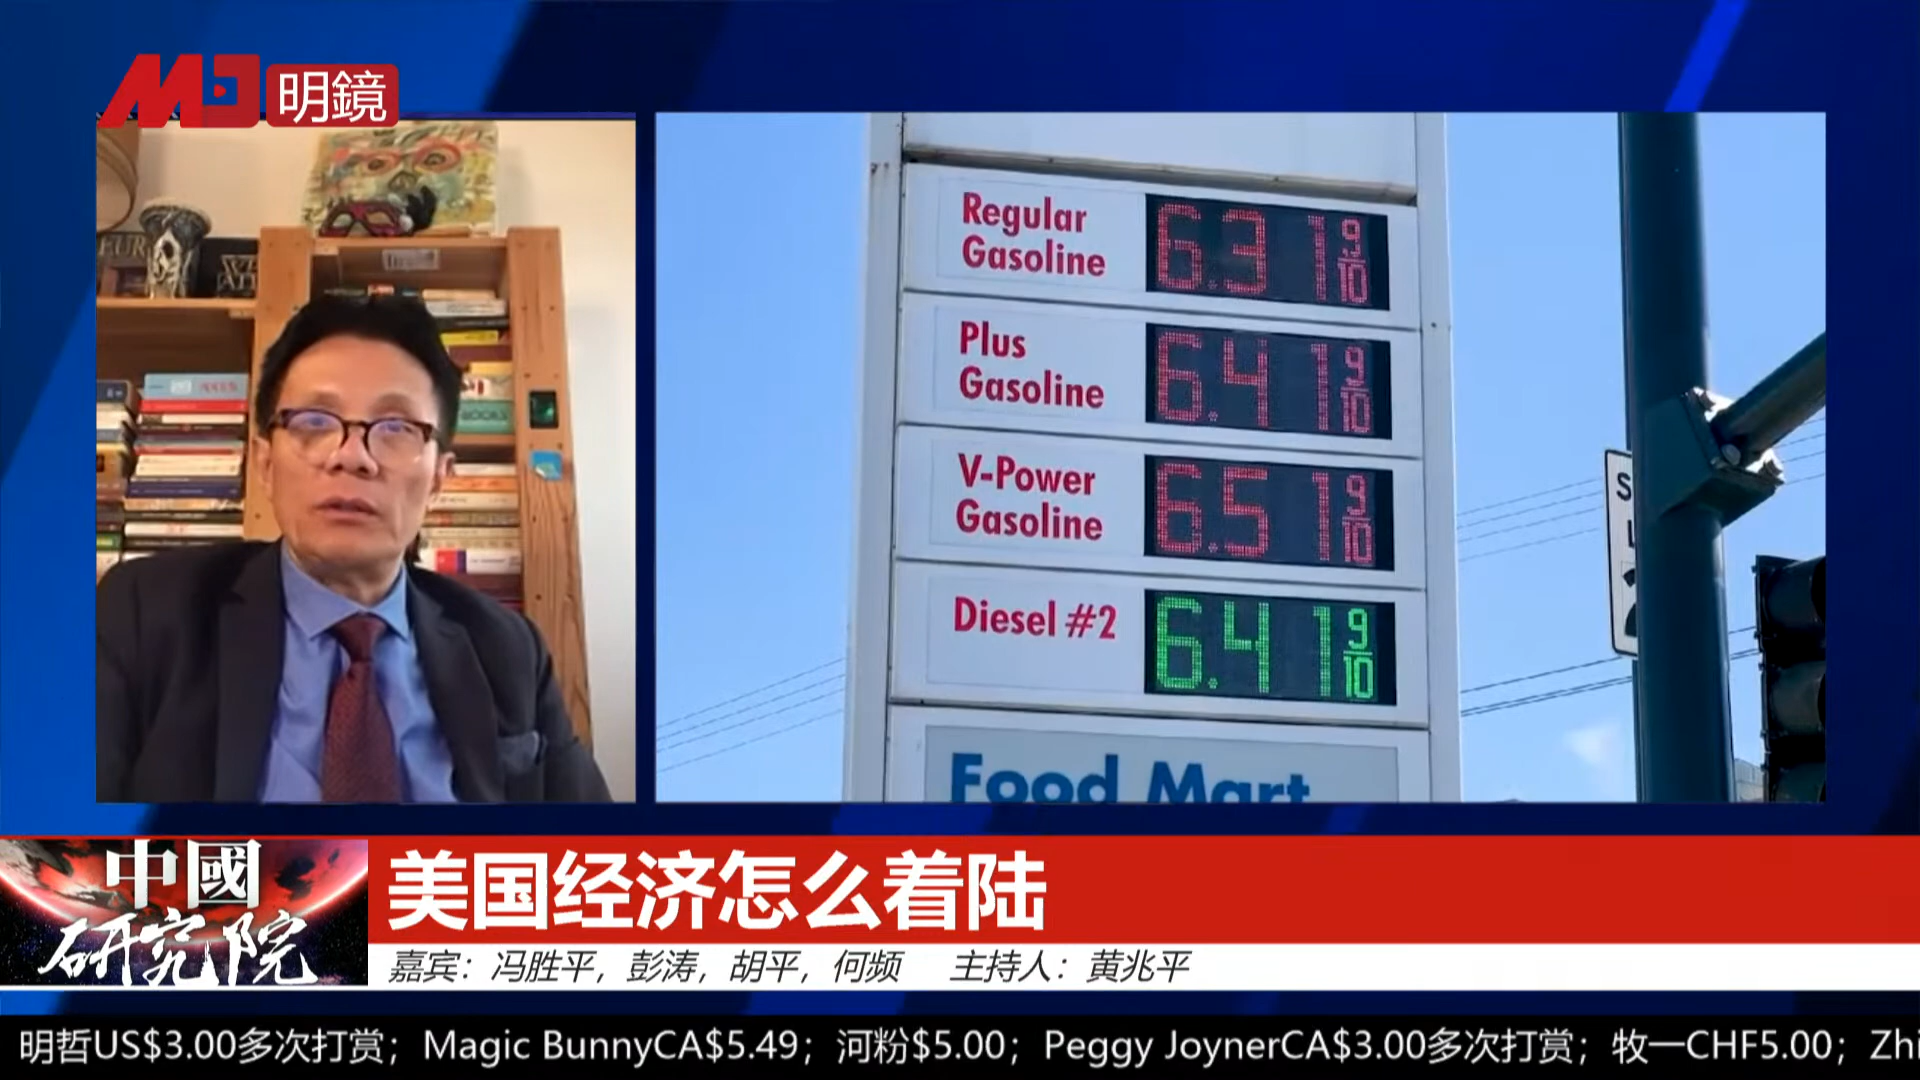 明鏡
Regular
Gasoline
6.31 9/10
Plus
Gasoline
6.41 9/10
V-Power
Gasoline
6.51 9/10
Diesel #2
6.41 9/10
Food Mart
BOOKS
中國
研究院
美国经济怎么着陆
嘉宾：冯胜平，彭涛，胡平，何频 主持人：黄兆平
明哲US$3.00多次打赏；Magic BunnyCA$5.49；河粉$5.00；Peggy JoynerCA$3.00多次打赏；牧一CHF5.00；Zhi